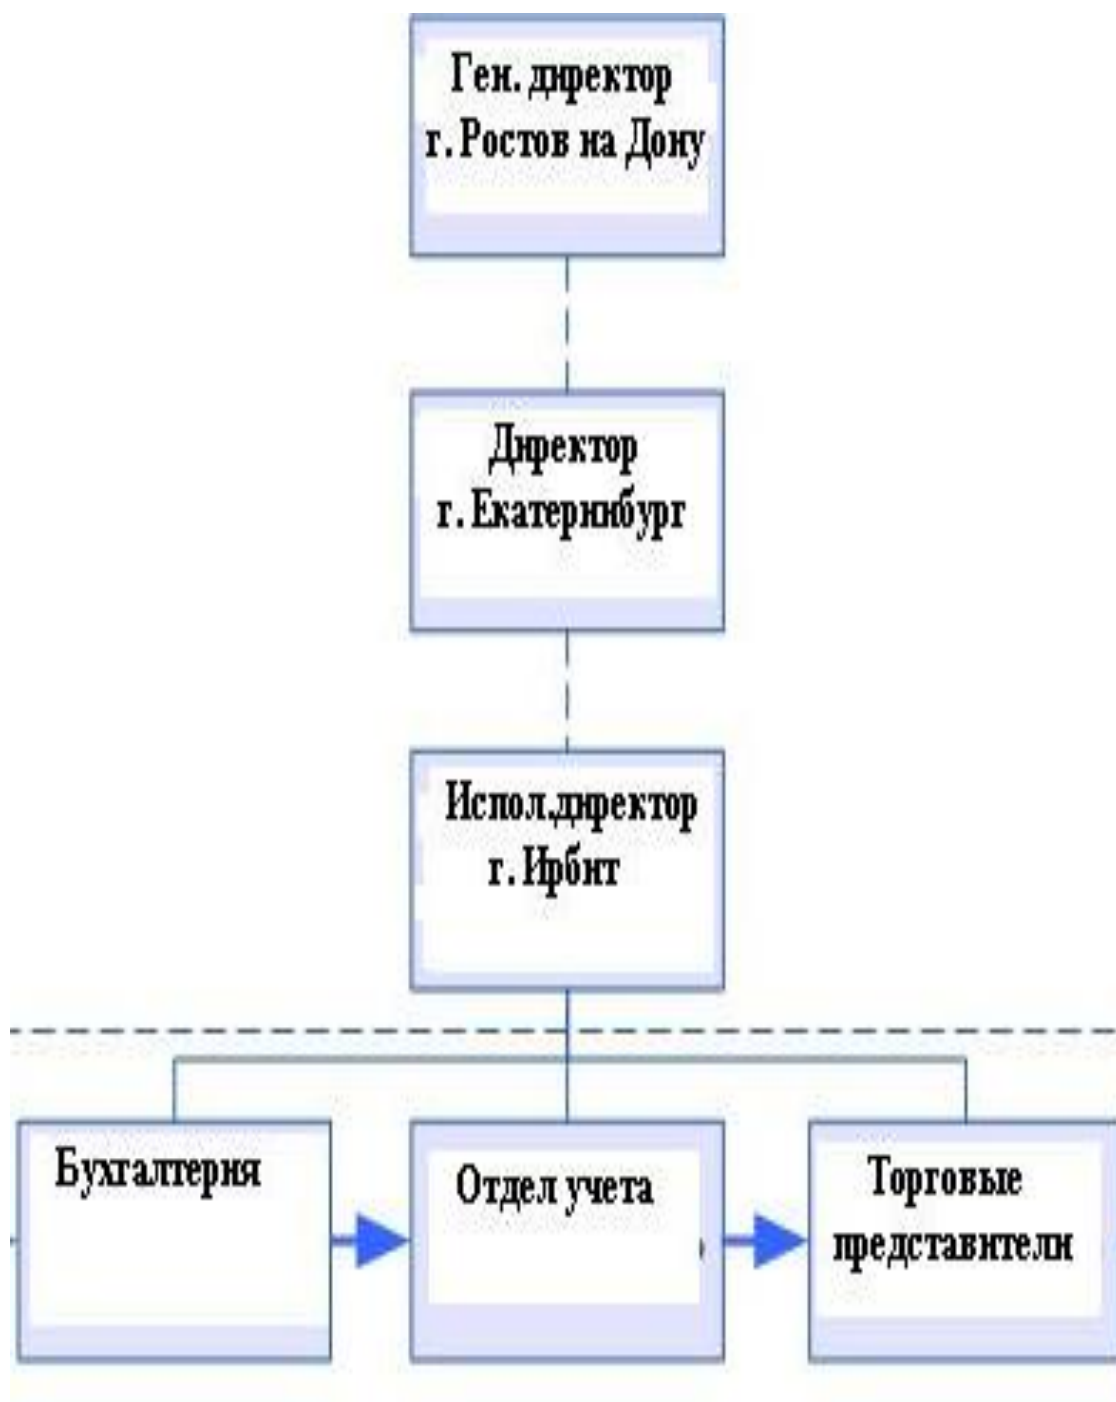 Ген. директор
г. Ростов на Дону
Директор
г. Екатеринбург
Испол.директор
г. Ирбит
Бухгалтерия
Отдел учета
Торговые
представители